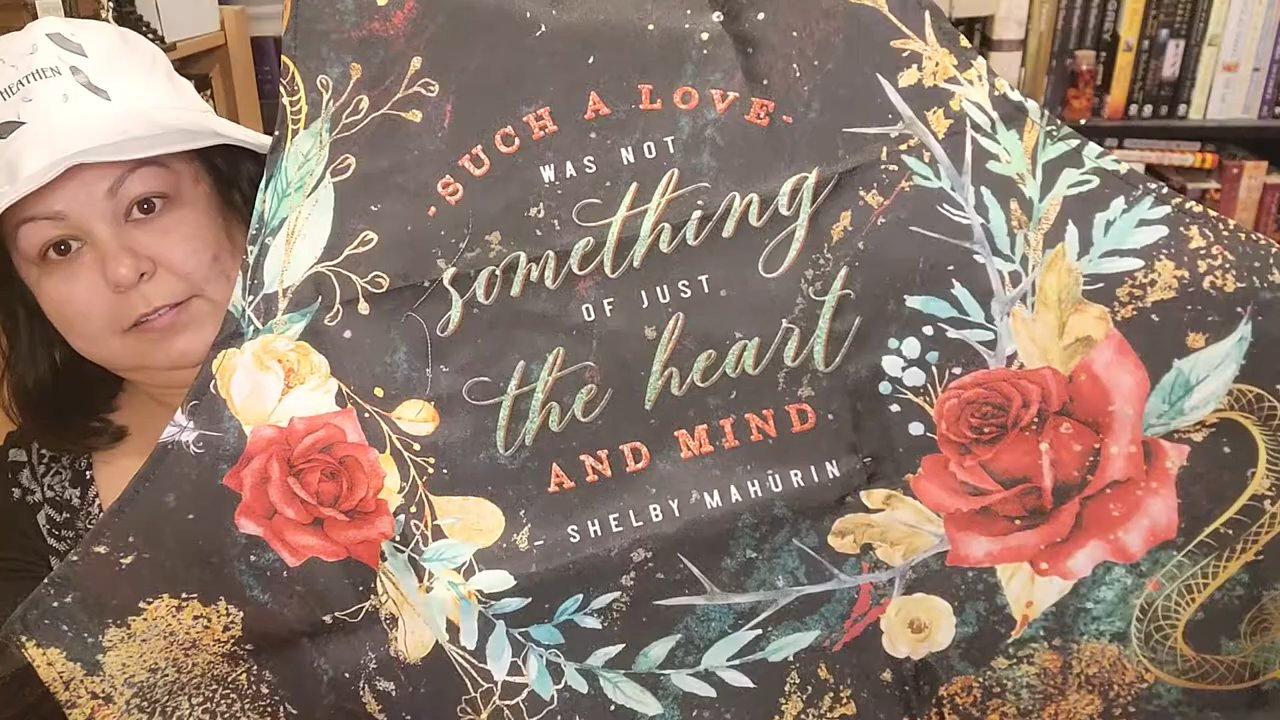 HEATHEN
SUCH A LOVE
WAS NOT
something
OF JUST
the heart
AND MIND
- SHELBY MAHURIN -